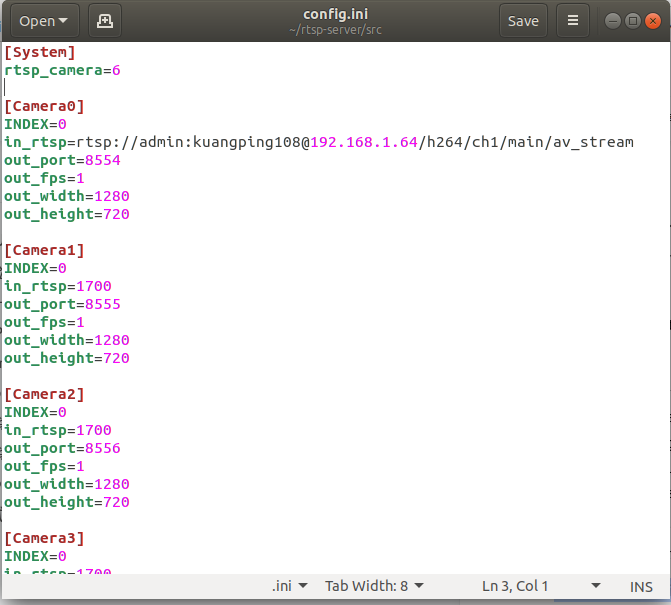 Open
config.ini
~/rtsp-server/src
Save
[System]
rtsp_camera=6
[Camera0]
INDEX=0
in_rtsp=rtsp://admin:kuangping108@192.168.1.64/h264/ch1/main/av_stream
out_port=8554
out_fps=1
out_width=1280
out_height=720
[Camera1]
INDEX=0
in_rtsp=1700
out_port=8555
out_fps=1
out_width=1280
out_height=720
[Camera2]
INDEX=0
in_rtsp=1700
out_port=8556
out_fps=1
out_width=1280
out_height=720
[Camera3]
INDEX=0
in_rtsp=1700
.ini Tab Width: 8 Ln 3, Col 1 INS